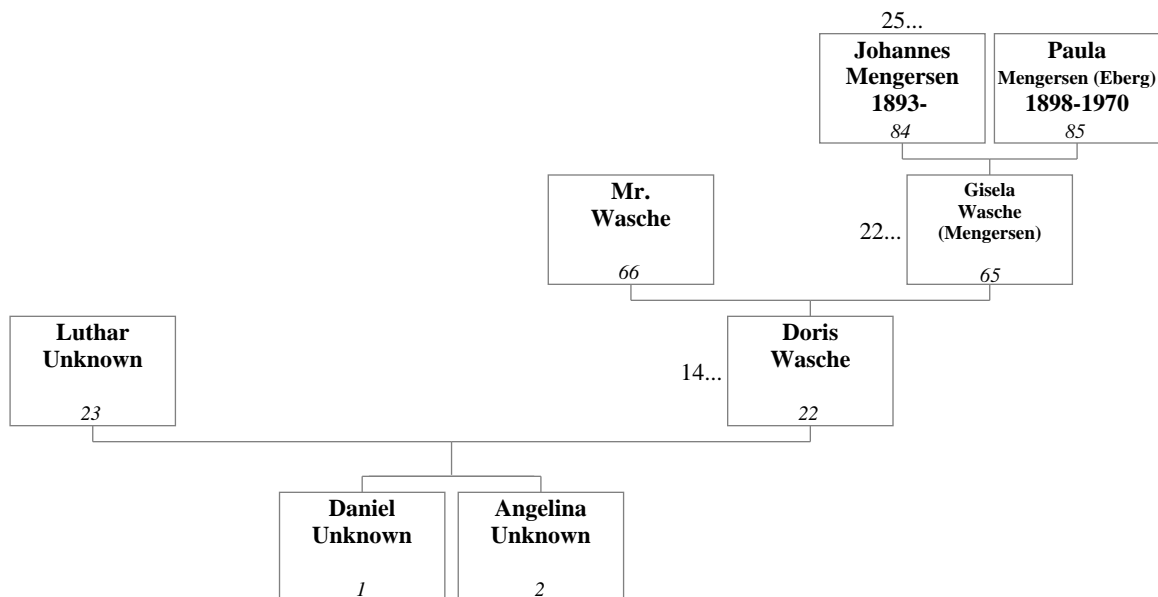 25...
Johannes
Mengersen
1893-
84
Paula
Mengersen (Eberg)
1898-1970
85
Mr.
Wasche
66
22...
Gisela
Wasche
(Mengersen)
65
Luthar
Unknown
23
14...
Doris
Wasche
22
Daniel
Unknown
1
Angelina
Unknown
2